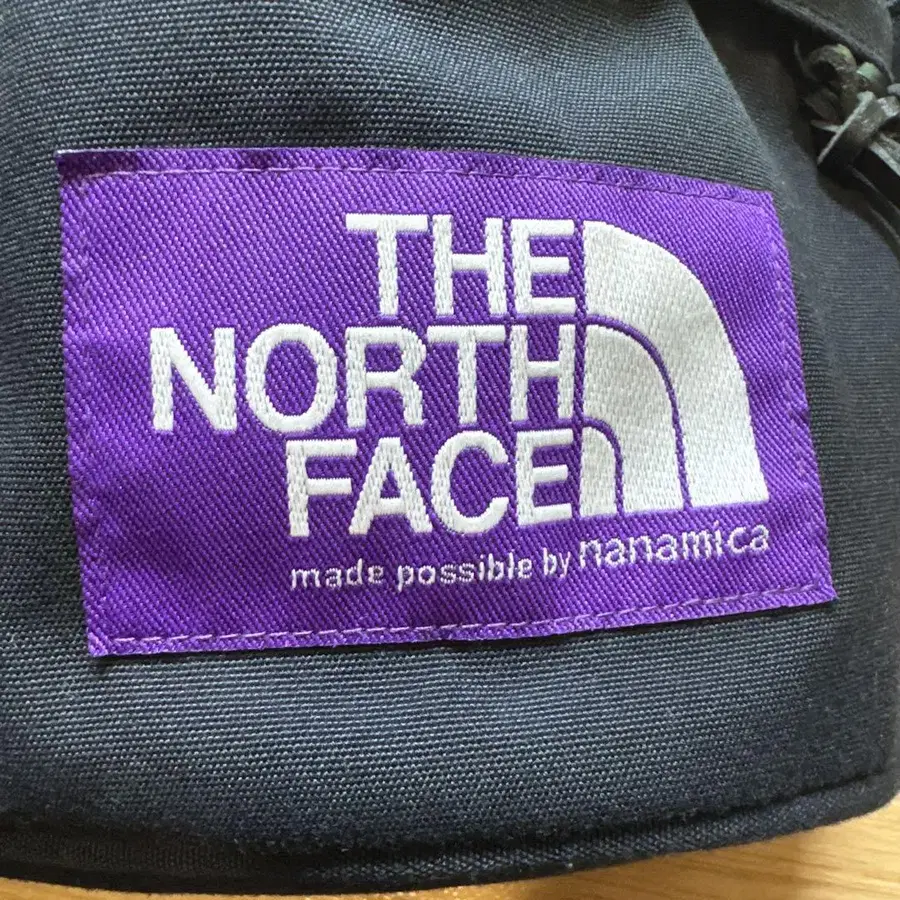 THE
NORTH
FACE
made possible by nanamica